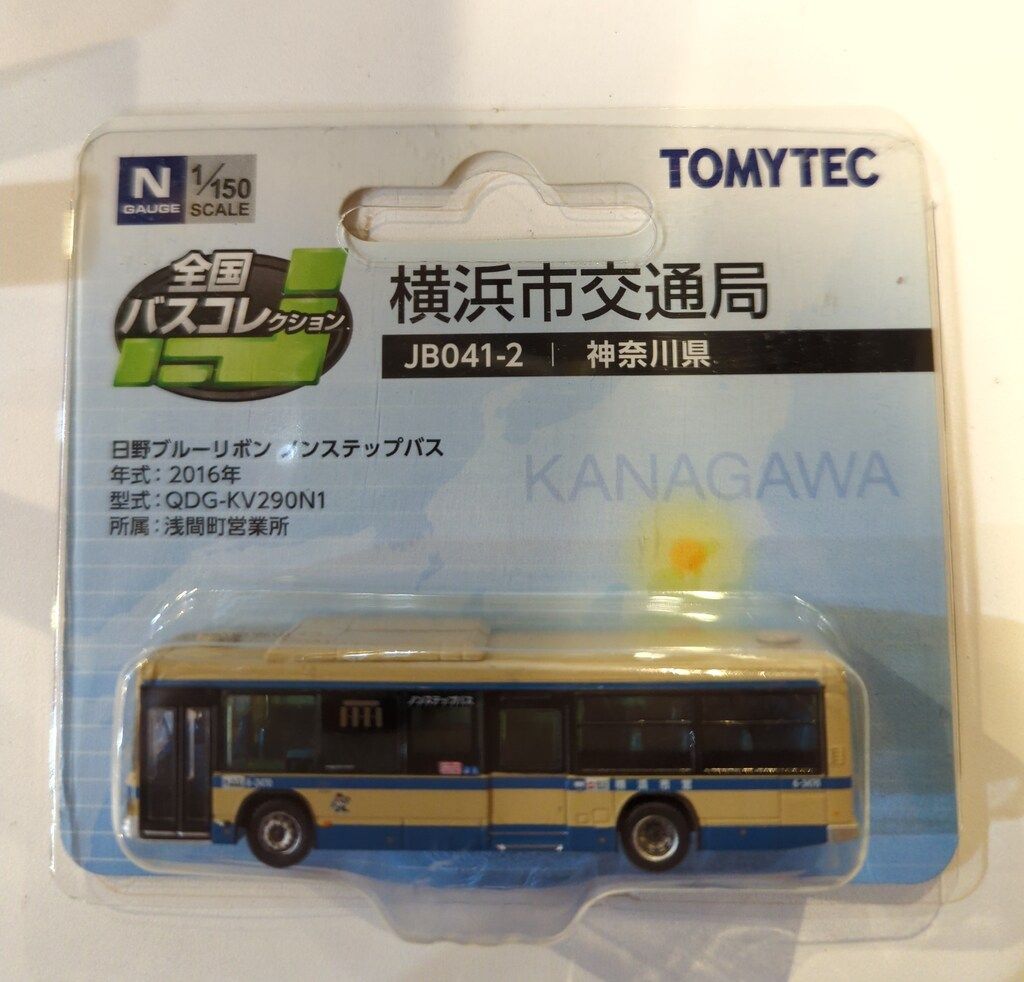 N
GAUGE
1/150
SCALE
TOMYTEC
全国
バスコレクション
横浜市交通局
JB041-2 | 神奈川県
日野ブルーリボン ノンステップバス
年式：2016年
型式：QDG-KV290N1
所属：浅間町営業所
KANAGAWA
ノンステップバス